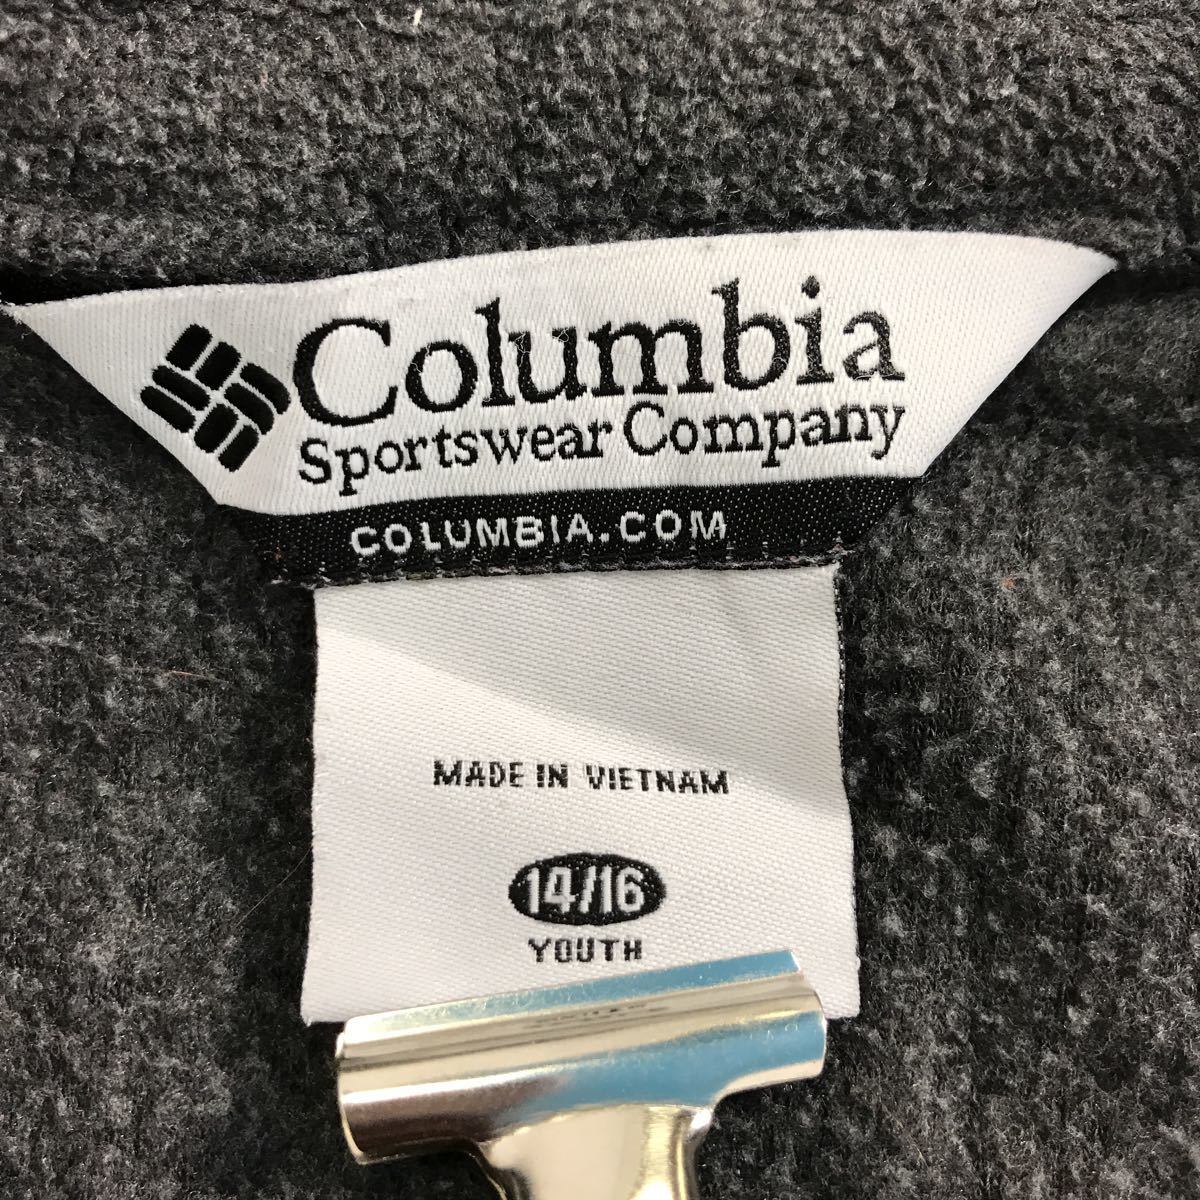 Columbia
Sportswear Company
COLUMBIA.COM
MADE IN VIETNAM
14/16
YOUTH